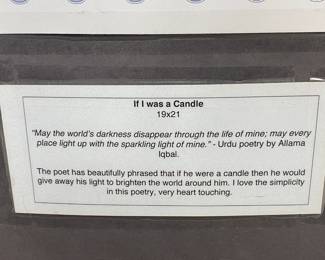 If I was a Candle
19x21
"May the world's darkness disappear through the life of mine; may every
place light up with the sparkling light of mine." - Urdu poetry by Allama
Iqbal.
The poet has beautifully phrased that if he were a candle then he would
give away his light to brighten the world around him. I love the simplicity
in this poetry, very heart touching.